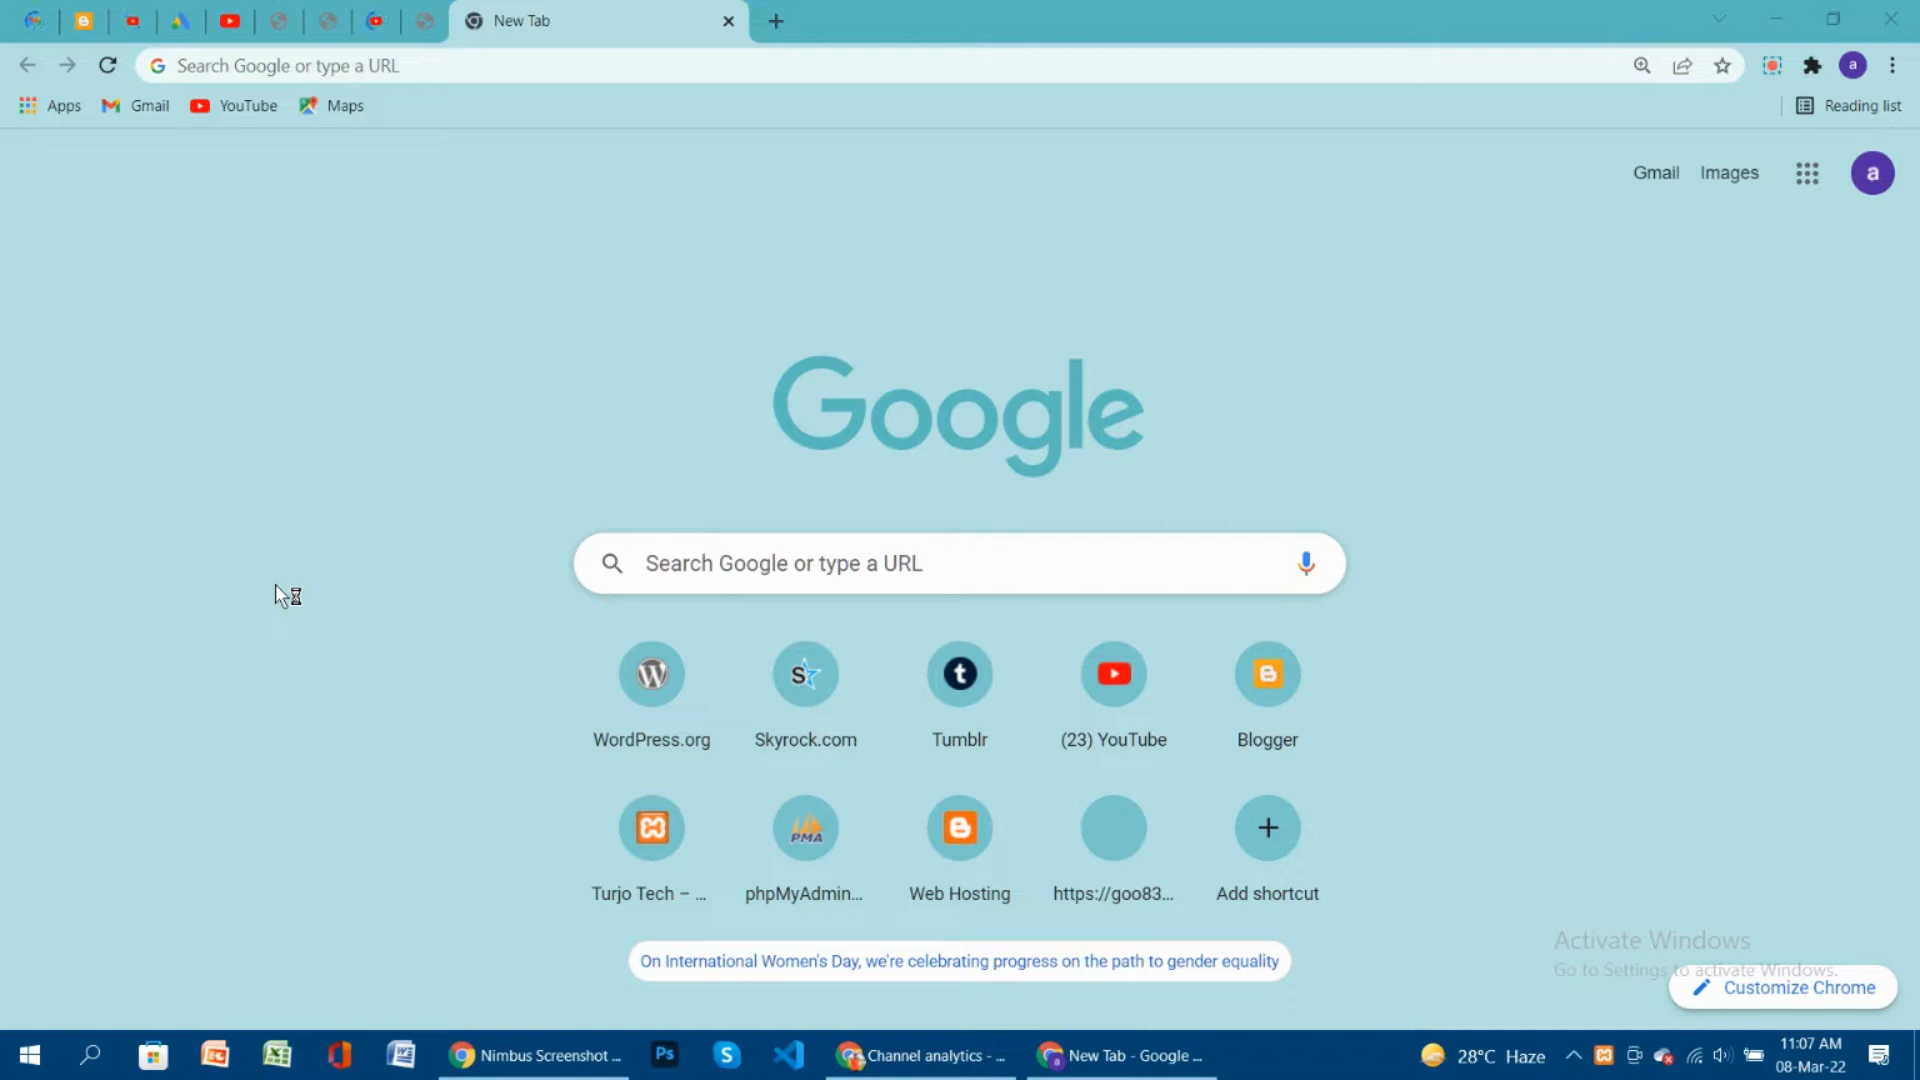 New Tab
Search Google or type a URL
a
Apps
Gmail
YouTube
Maps
Reading list
Gmail
Images
a
Google
Search Google or type a URL
WordPress.org
Skyrock.com
Tumblr
(23) YouTube
Blogger
PMA
Turjo Tech – ...
phpMyAdmin...
Web Hosting
https://goo83...
Add shortcut
On International Women's Day, we're celebrating progress on the path to gender equality
Activate Windows
Go to Settings to activate Windows.
Customize Chrome
Nimbus Screenshot ...
Ps
Channel analytics - ...
New Tab - Google ...
28°C Haze
11:07 AM
08-Mar-22